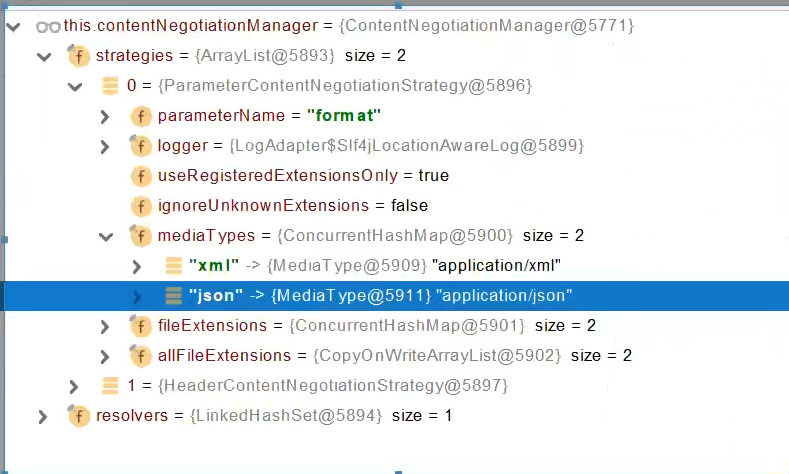 this.contentNegotiationManager = {ContentNegotiationManager@5771}
strategies = {ArrayList@5893} size = 2
0 = {ParameterContentNegotiationStrategy@5896}
parameterName = "format"
logger = {LogAdapter$Slf4jLocationAwareLog@5899}
useRegisteredExtensionsOnly = true
ignoreUnknownExtensions = false
mediaTypes = {ConcurrentHashMap@5900} size = 2
"xml" -> {MediaType@5909} "application/xml"
"json" -> {MediaType@5911} "application/json"
fileExtensions = {ConcurrentHashMap@5901} size = 2
allFileExtensions = {CopyOnWriteArrayList@5902} size = 2
1 = {HeaderContentNegotiationStrategy@5897}
resolvers = {LinkedHashSet@5894} size = 1